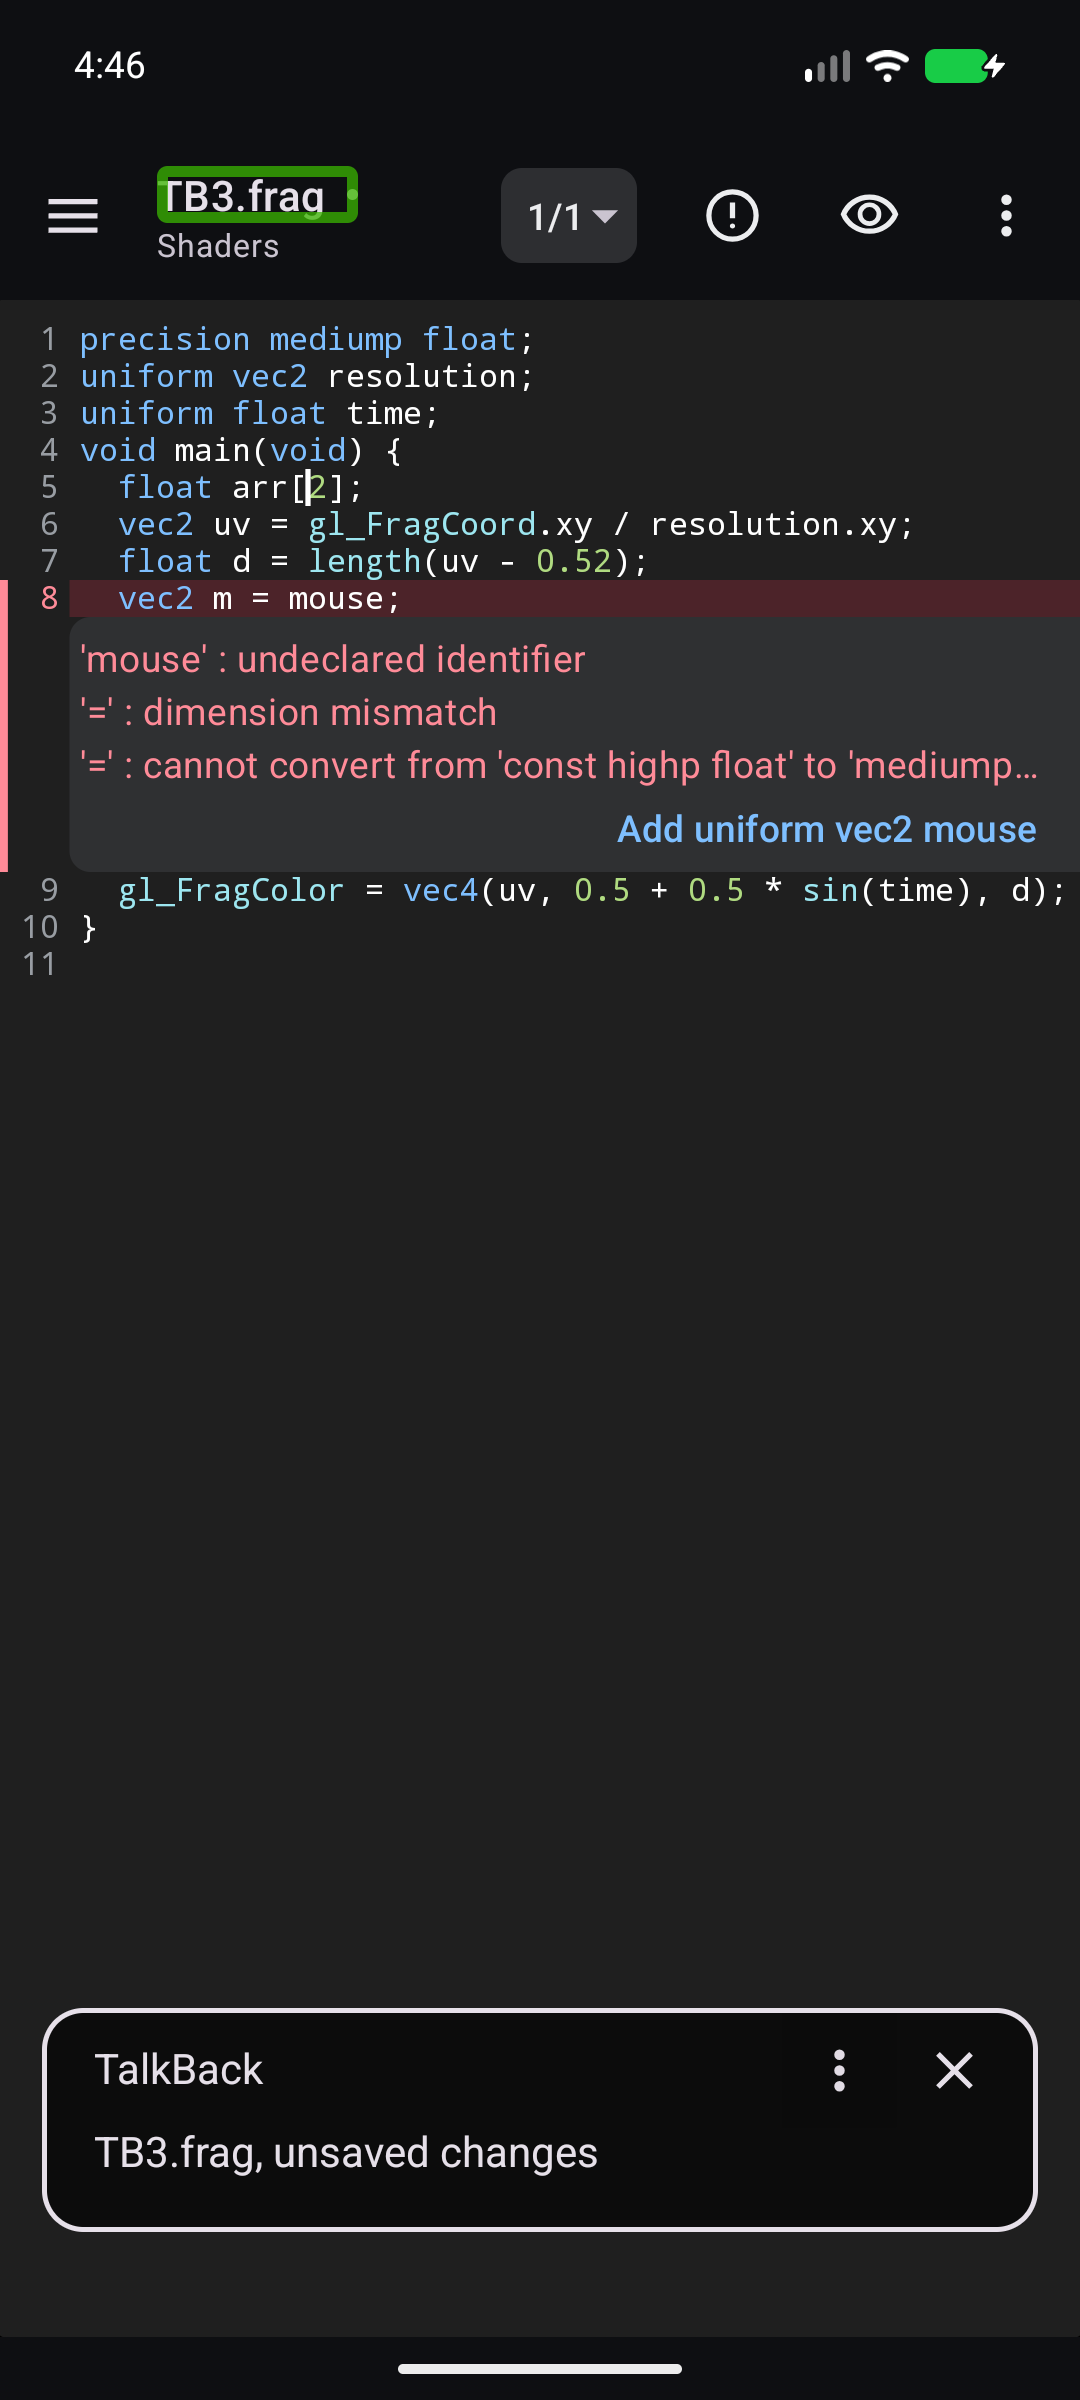 4:46
TB3.frag
Shaders
1/1
1 precision mediump float;
2 uniform vec2 resolution;
3 uniform float time;
4 void main(void) {
5   float arr[2];
6   vec2 uv = gl_FragCoord.xy / resolution.xy;
7   float d = length(uv - 0.52);
8   vec2 m = mouse;
'mouse' : undeclared identifier
'=' : dimension mismatch
'=' : cannot convert from 'const highp float' to 'mediump…
Add uniform vec2 mouse
9   gl_FragColor = vec4(uv, 0.5 + 0.5 * sin(time), d);
10 }
11
TalkBack
TB3.frag, unsaved changes